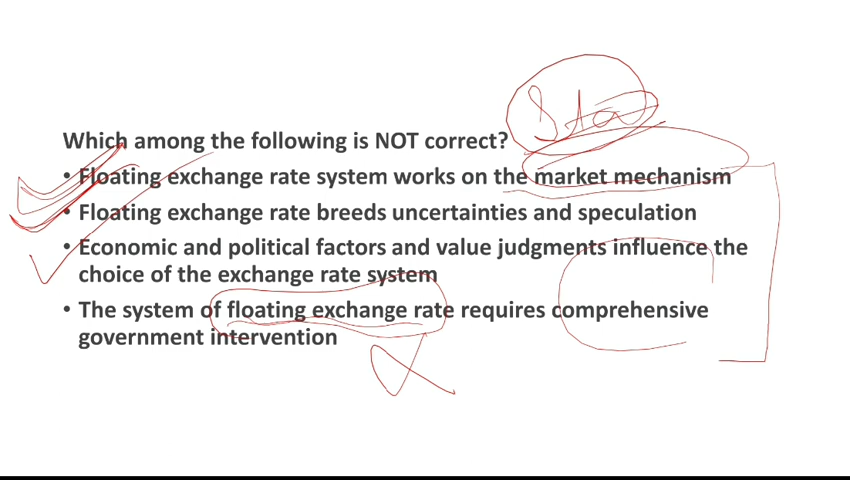 Which among the following is NOT correct?
• Floating exchange rate system works on the market mechanism
• Floating exchange rate breeds uncertainties and speculation
• Economic and political factors and value judgments influence the
choice of the exchange rate system
• The system of floating exchange rate requires comprehensive
government intervention